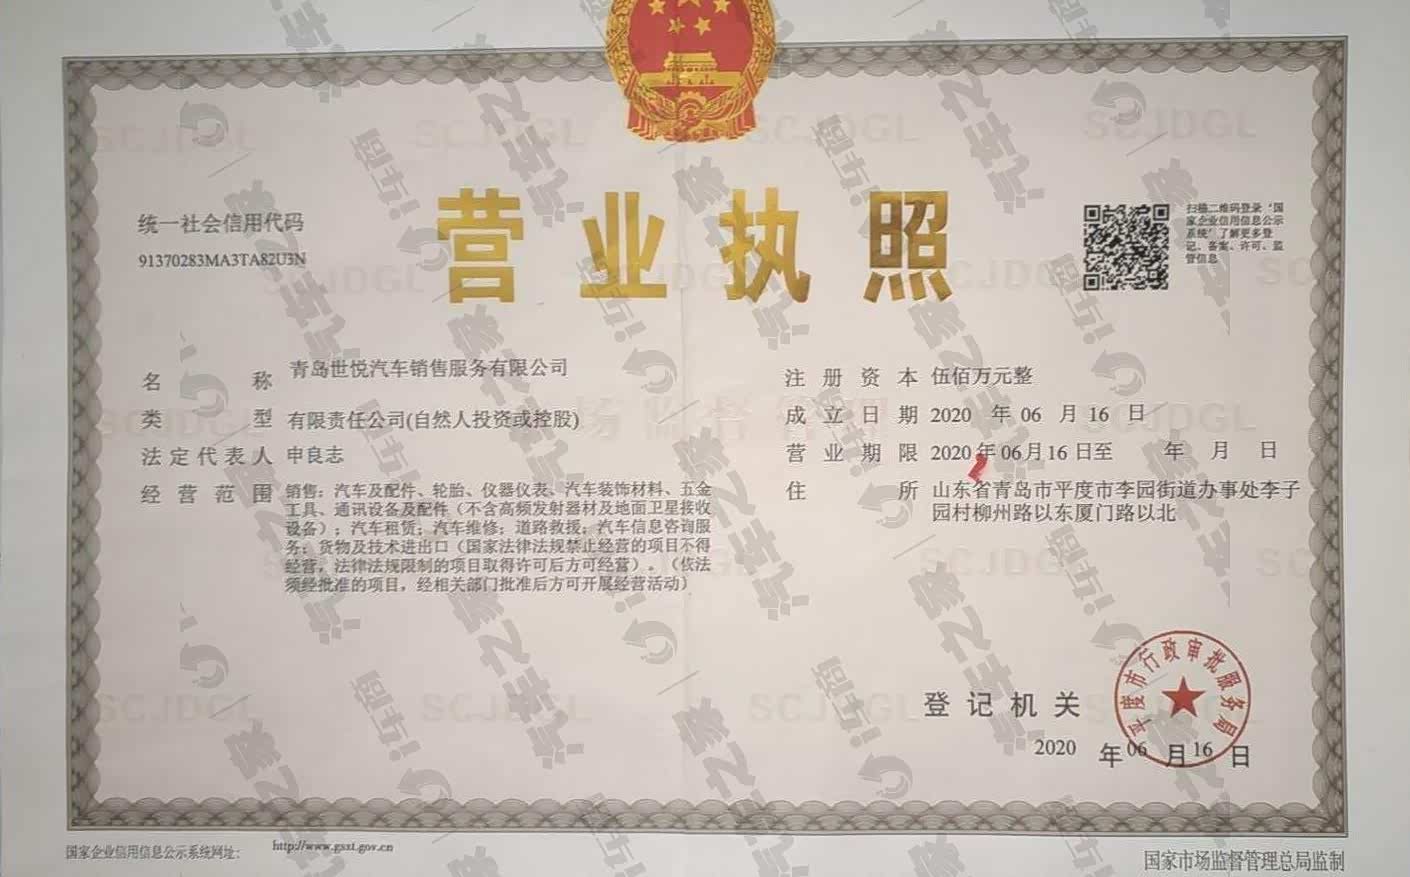 营业执照
统一社会信用代码
91370283MA3TA82U3N
扫描二维码登录‘国
家企业信用信息公示
系统’了解更多登
记、备案、许可、监
管信息
名称 青岛世悦汽车销售服务有限公司
类型 有限责任公司(自然人投资或控股)
法定代表人 申良志
经营范围 销售：汽车及配件、轮胎、仪器仪表、汽车装饰材料、五金
工具、通讯设备及配件（不含高频发射器材及地面卫星接收
设备）；汽车租赁；汽车维修；道路救援；汽车信息咨询服
务；货物及技术进出口（国家法律法规禁止经营的项目不得
经营，法律法规限制的项目取得许可后方可经营）。（依法
须经批准的项目，经相关部门批准后方可开展经营活动）
注册资本 伍佰万元整
成立日期 2020 年 06 月 16 日
营业期限 2020 年 06 月 16 日至 年 月 日
住所 山东省青岛市平度市李园街道办事处李子
园村柳州路以东厦门路以北
登记机关
平度市行政审批服务局
2020 年 06 月 16 日
国家企业信用信息公示系统网址： http://www.gsxt.gov.cn
国家市场监督管理总局监制